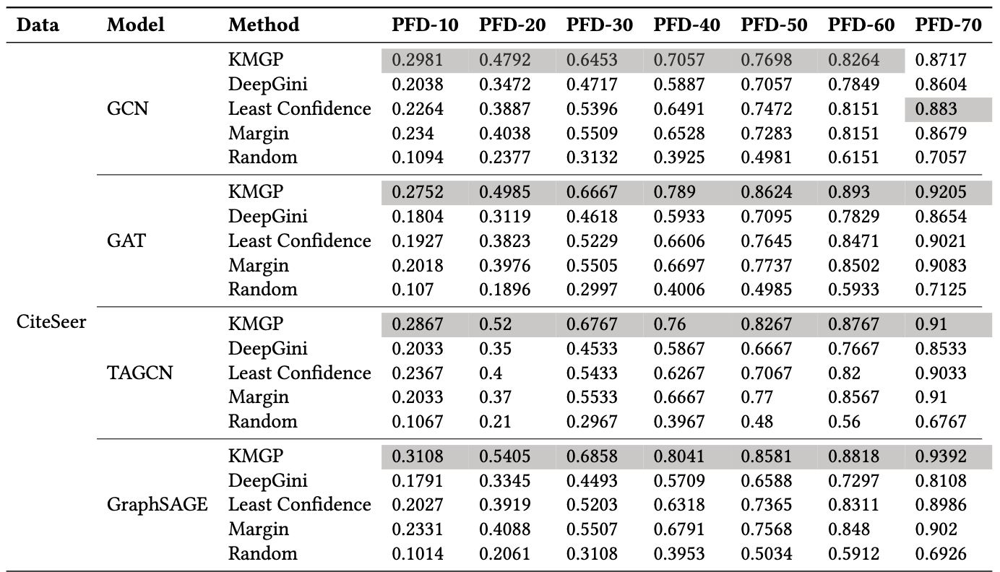 Data Model Method PFD-10 PFD-20 PFD-30 PFD-40 PFD-50 PFD-60 PFD-70
KMGP 0.2981 0.4792 0.6453 0.7057 0.7698 0.8264 0.8717
DeepGini 0.2038 0.3472 0.4717 0.5887 0.7057 0.7849 0.8604
GCN Least Confidence 0.2264 0.3887 0.5396 0.6491 0.7472 0.8151 0.883
Margin 0.234 0.4038 0.5509 0.6528 0.7283 0.8151 0.8679
Random 0.1094 0.2377 0.3132 0.3925 0.4981 0.6151 0.7057
KMGP 0.2752 0.4985 0.6667 0.789 0.8624 0.893 0.9205
DeepGini 0.1804 0.3119 0.4618 0.5933 0.7095 0.7829 0.8654
GAT Least Confidence 0.1927 0.3823 0.5229 0.6606 0.7645 0.8471 0.9021
Margin 0.2018 0.3976 0.5505 0.6697 0.7737 0.8502 0.9083
Random 0.107 0.1896 0.2997 0.4006 0.4985 0.5933 0.7125
CiteSeer KMGP 0.2867 0.52 0.6767 0.76 0.8267 0.8767 0.91
DeepGini 0.2033 0.35 0.4533 0.5867 0.6667 0.7667 0.8533
TAGCN Least Confidence 0.2367 0.4 0.5433 0.6267 0.7067 0.82 0.9033
Margin 0.2033 0.37 0.5533 0.6667 0.77 0.8567 0.91
Random 0.1067 0.21 0.2967 0.3967 0.48 0.56 0.6767
KMGP 0.3108 0.5405 0.6858 0.8041 0.8581 0.8818 0.9392
DeepGini 0.1791 0.3345 0.4493 0.5709 0.6588 0.7297 0.8108
GraphSAGE Least Confidence 0.2027 0.3919 0.5203 0.6318 0.7365 0.8311 0.8986
Margin 0.2331 0.4088 0.5507 0.6791 0.7568 0.848 0.902
Random 0.1014 0.2061 0.3108 0.3953 0.5034 0.5912 0.6926